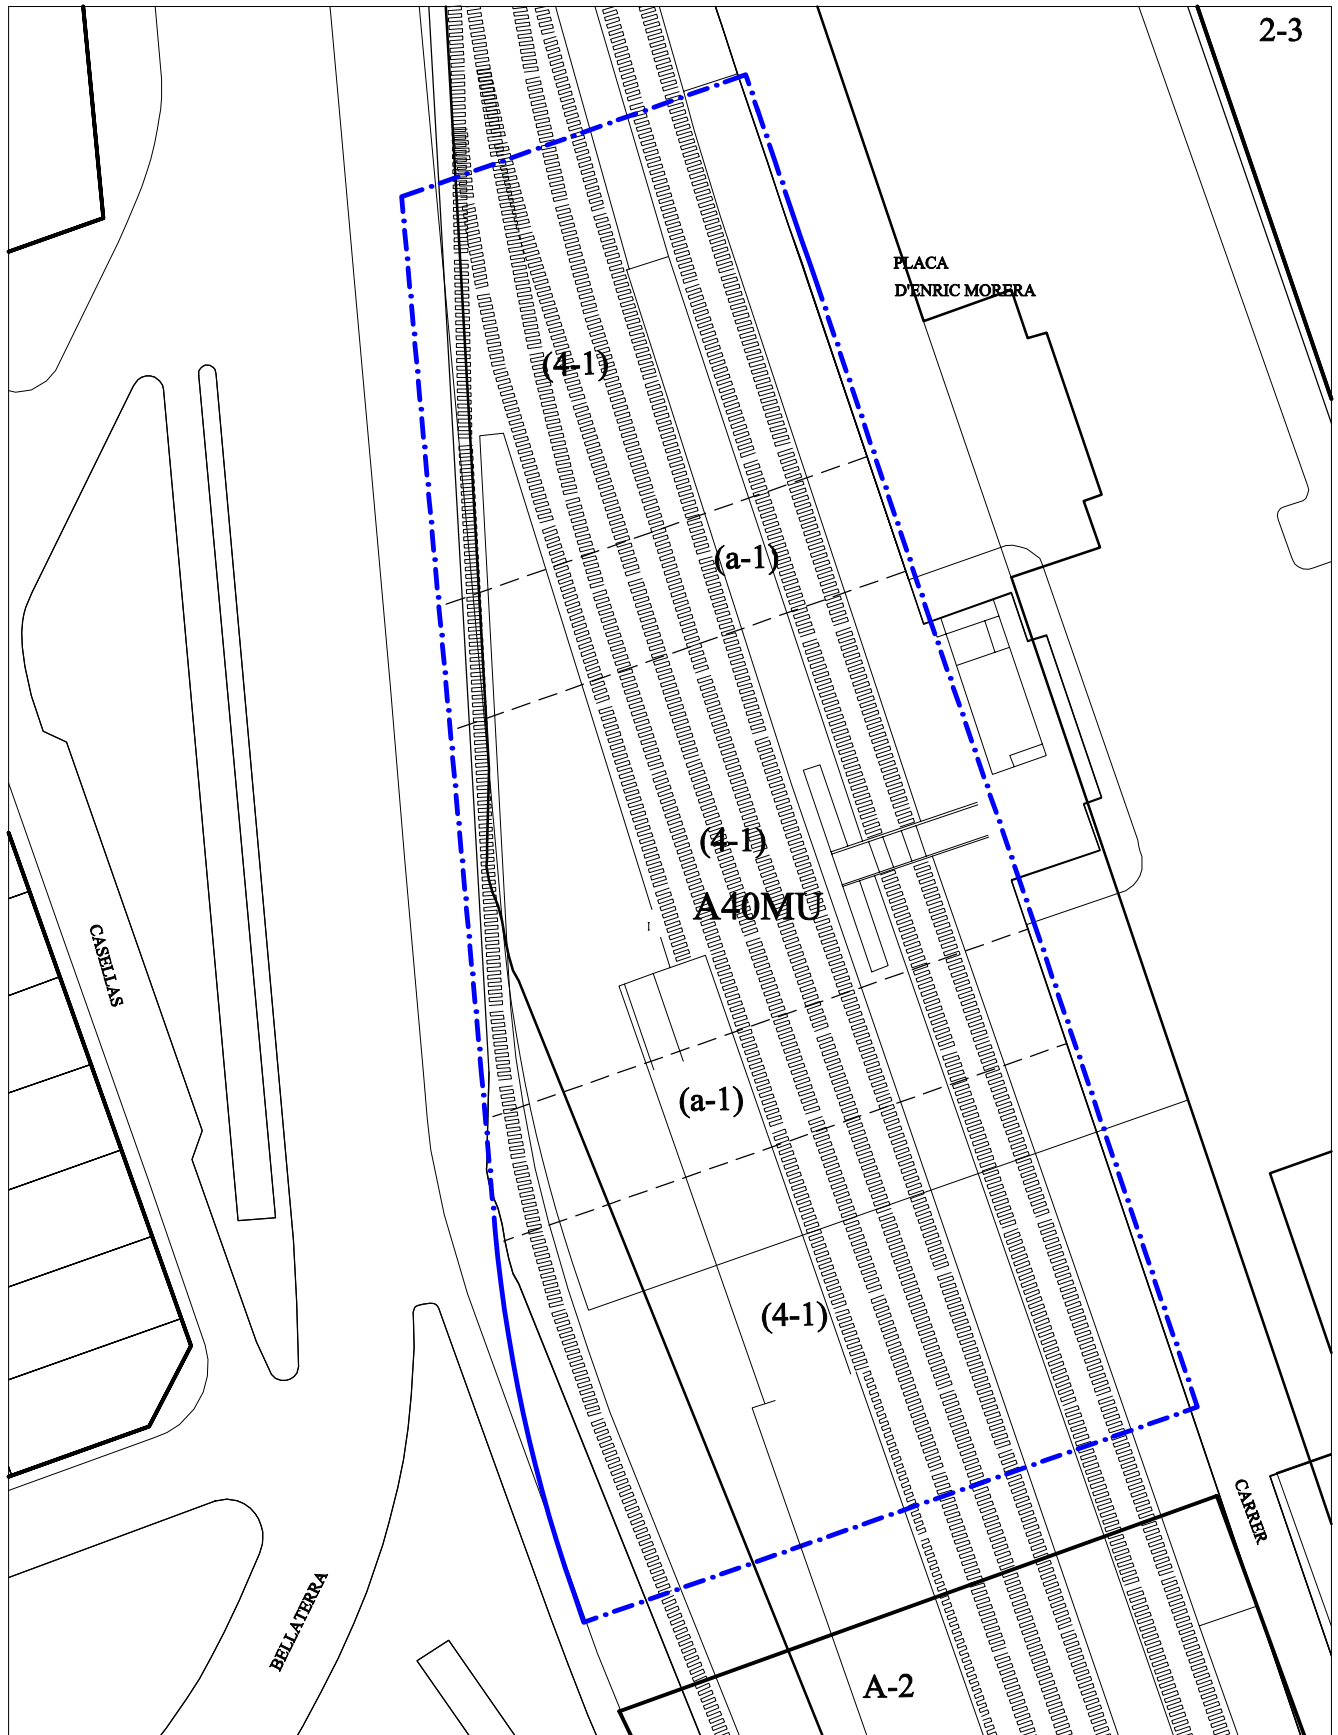 2-3
PLACA
D'ENRIC MORERA
(4-1)
(a-1)
(4-1)
A40MU
CASELLAS
(a-1)
(4-1)
CARRER
BELLATERRA
A-2